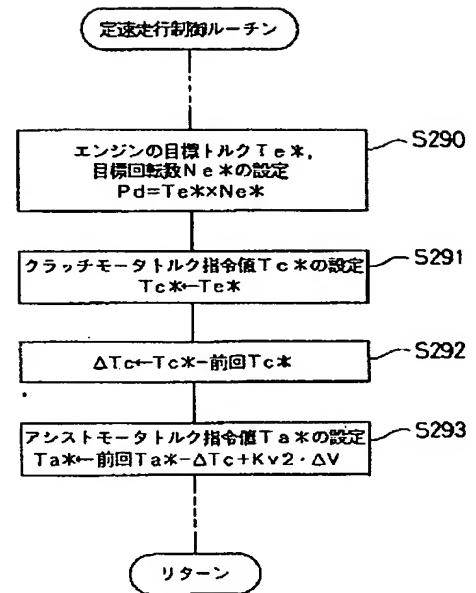 定速走行制御ルーチン
エンジンの目標トルクTe*,
目標回転数Ne*の設定
Pd=Te*×Ne*
S290
クラッチモータトルク指令値Tc*の設定
Tc*←Te*
S291
ΔTc←Tc*-前回Tc*
S292
アシストモータトルク指令値Ta*の設定
Ta*←前回Ta*-ΔTc+Kv2・ΔV
S293
リターン